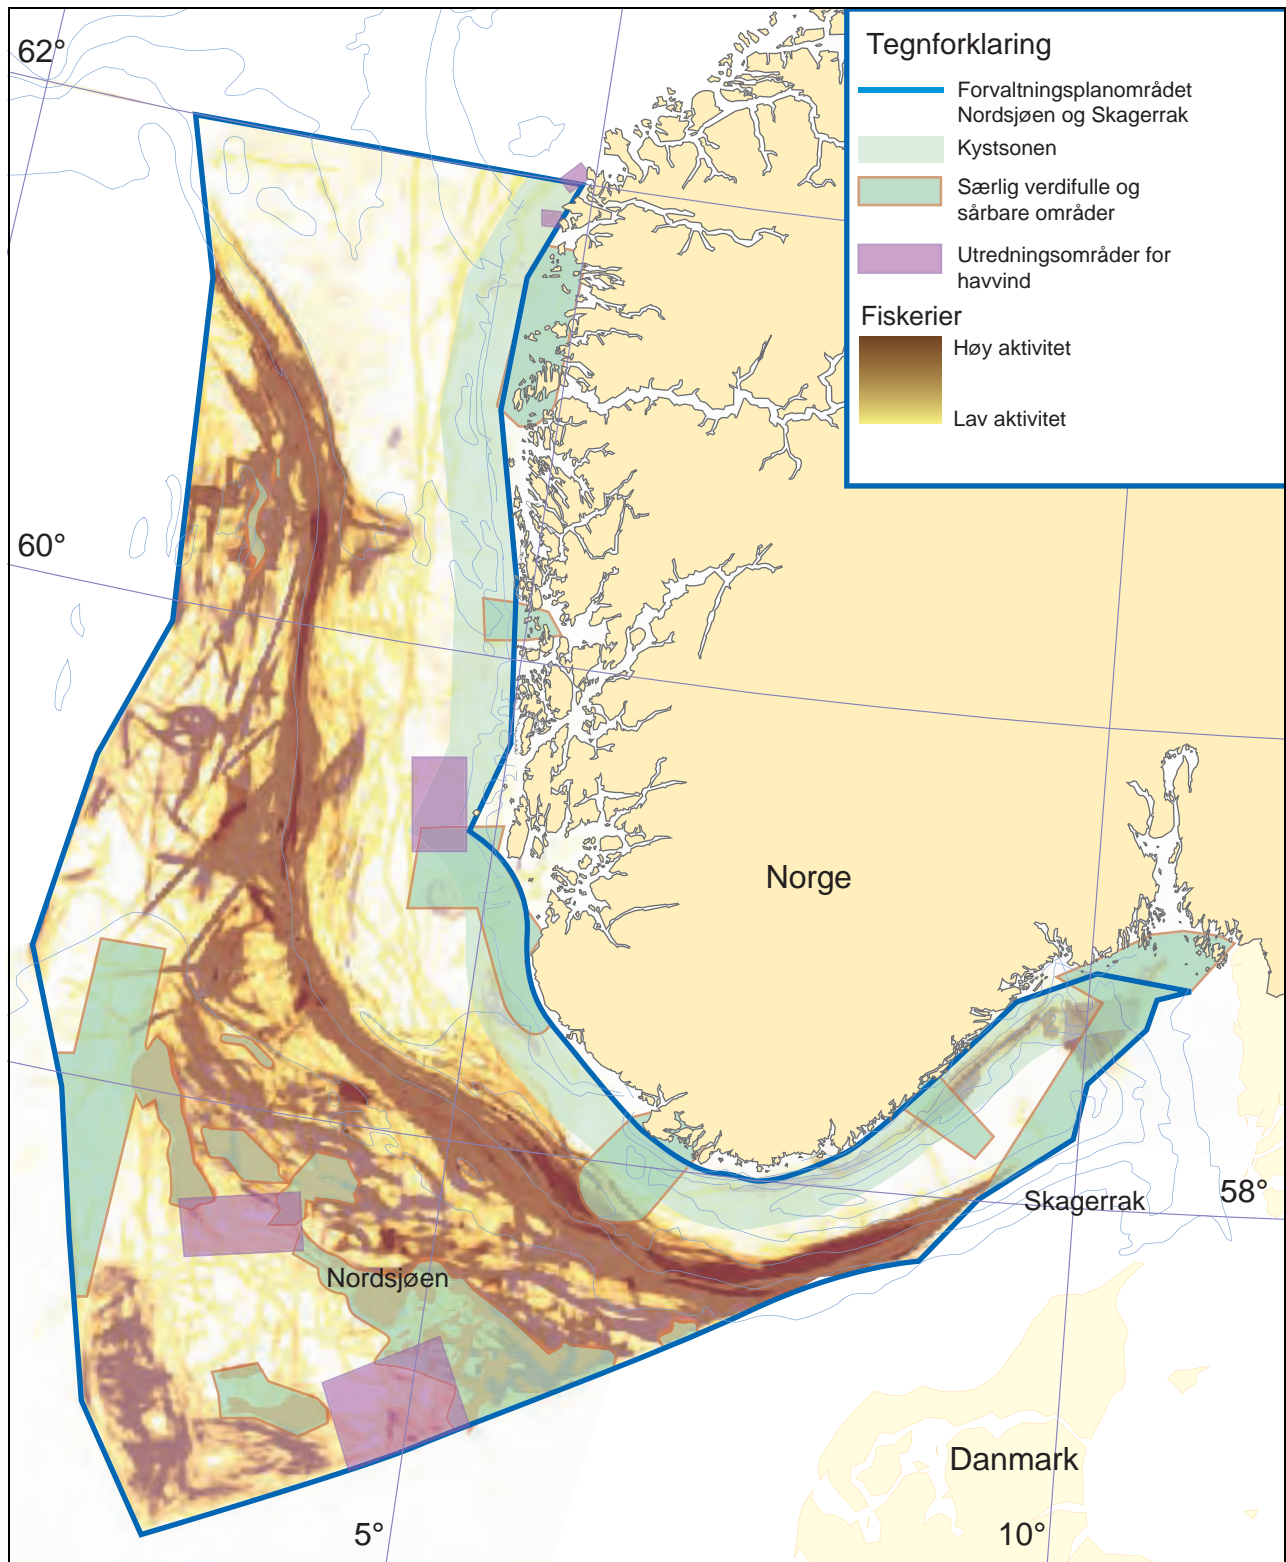 62°
Tegnforklaring
Forvaltningsplanområdet
Nordsjøen og Skagerrak
Kystsonen
Særlig verdifulle og
sårbare områder
Utredningsområder for
havvind
Fiskerier
Høy aktivitet
Lav aktivitet
60°
Norge
58°
Skagerrak
Nordsjøen
Danmark
5°
10°